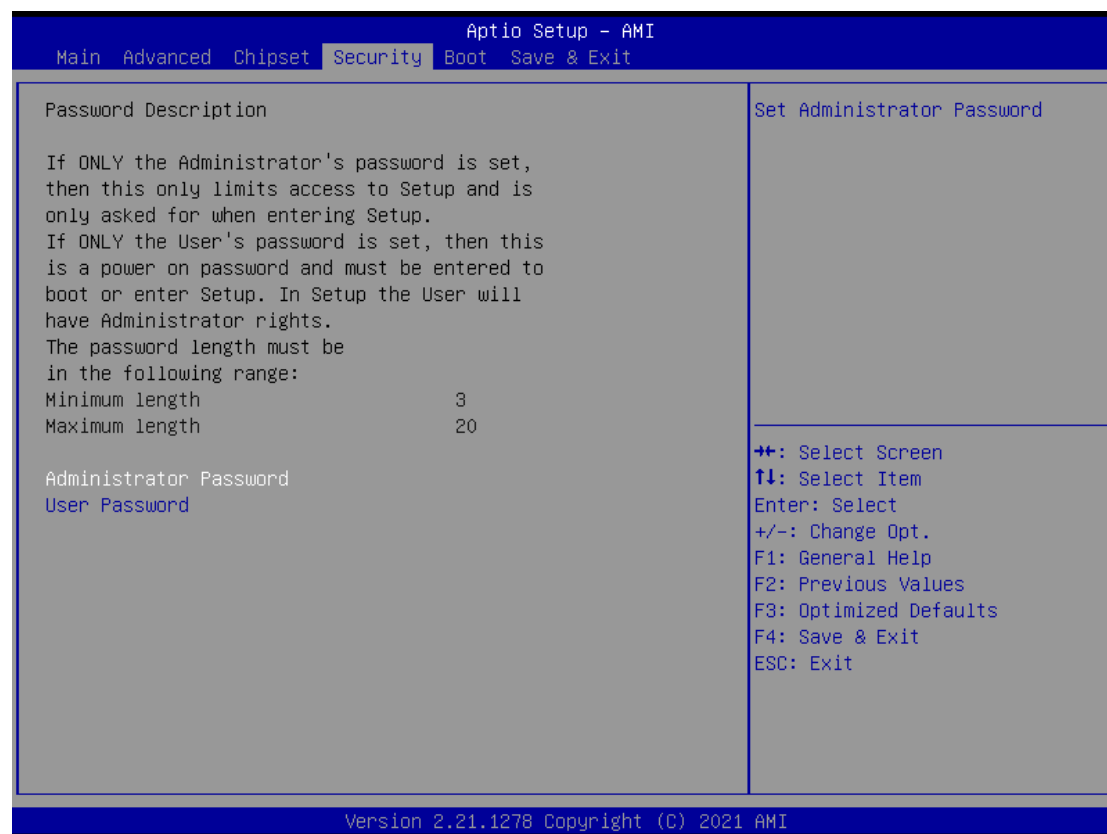 Aptio Setup – AMI
Main Advanced Chipset Security Boot Save & Exit
Password Description
If ONLY the Administrator's password is set,
then this only limits access to Setup and is
only asked for when entering Setup.
If ONLY the User's password is set, then this
is a power on password and must be entered to
boot or enter Setup. In Setup the User will
have Administrator rights.
The password length must be
in the following range:
Minimum length 3
Maximum length 20
Administrator Password
User Password
Set Administrator Password
→←: Select Screen
↑↓: Select Item
Enter: Select
+/-: Change Opt.
F1: General Help
F2: Previous Values
F3: Optimized Defaults
F4: Save & Exit
ESC: Exit
Version 2.21.1278 Copyright (C) 2021 AMI